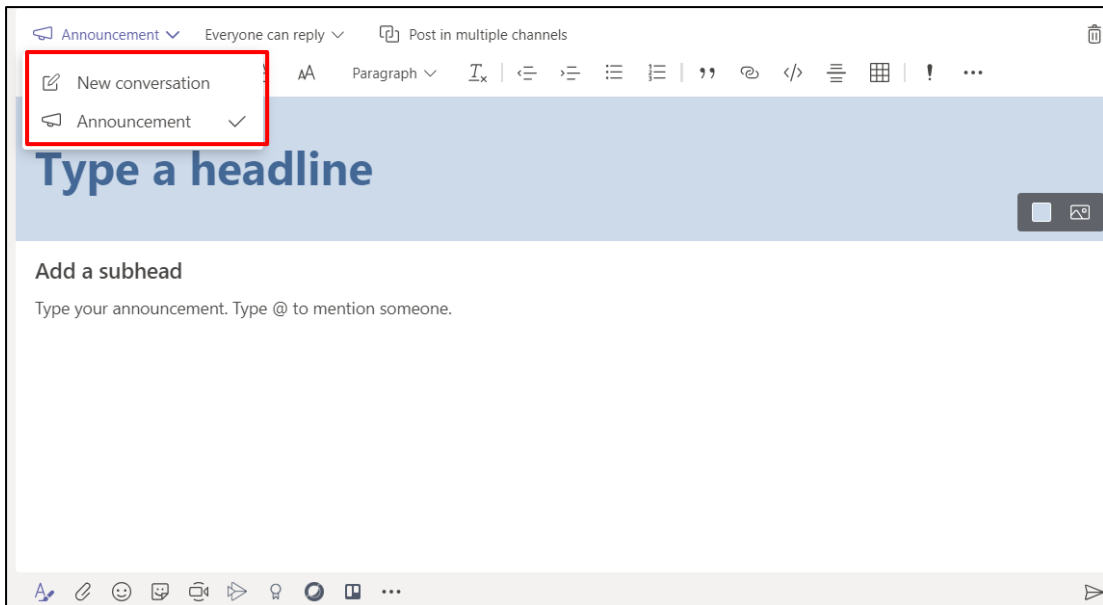 Announcement Everyone can reply Post in multiple channels
New conversation
AA Paragraph
Announcement
Type a headline
Add a subhead
Type your announcement. Type @ to mention someone.